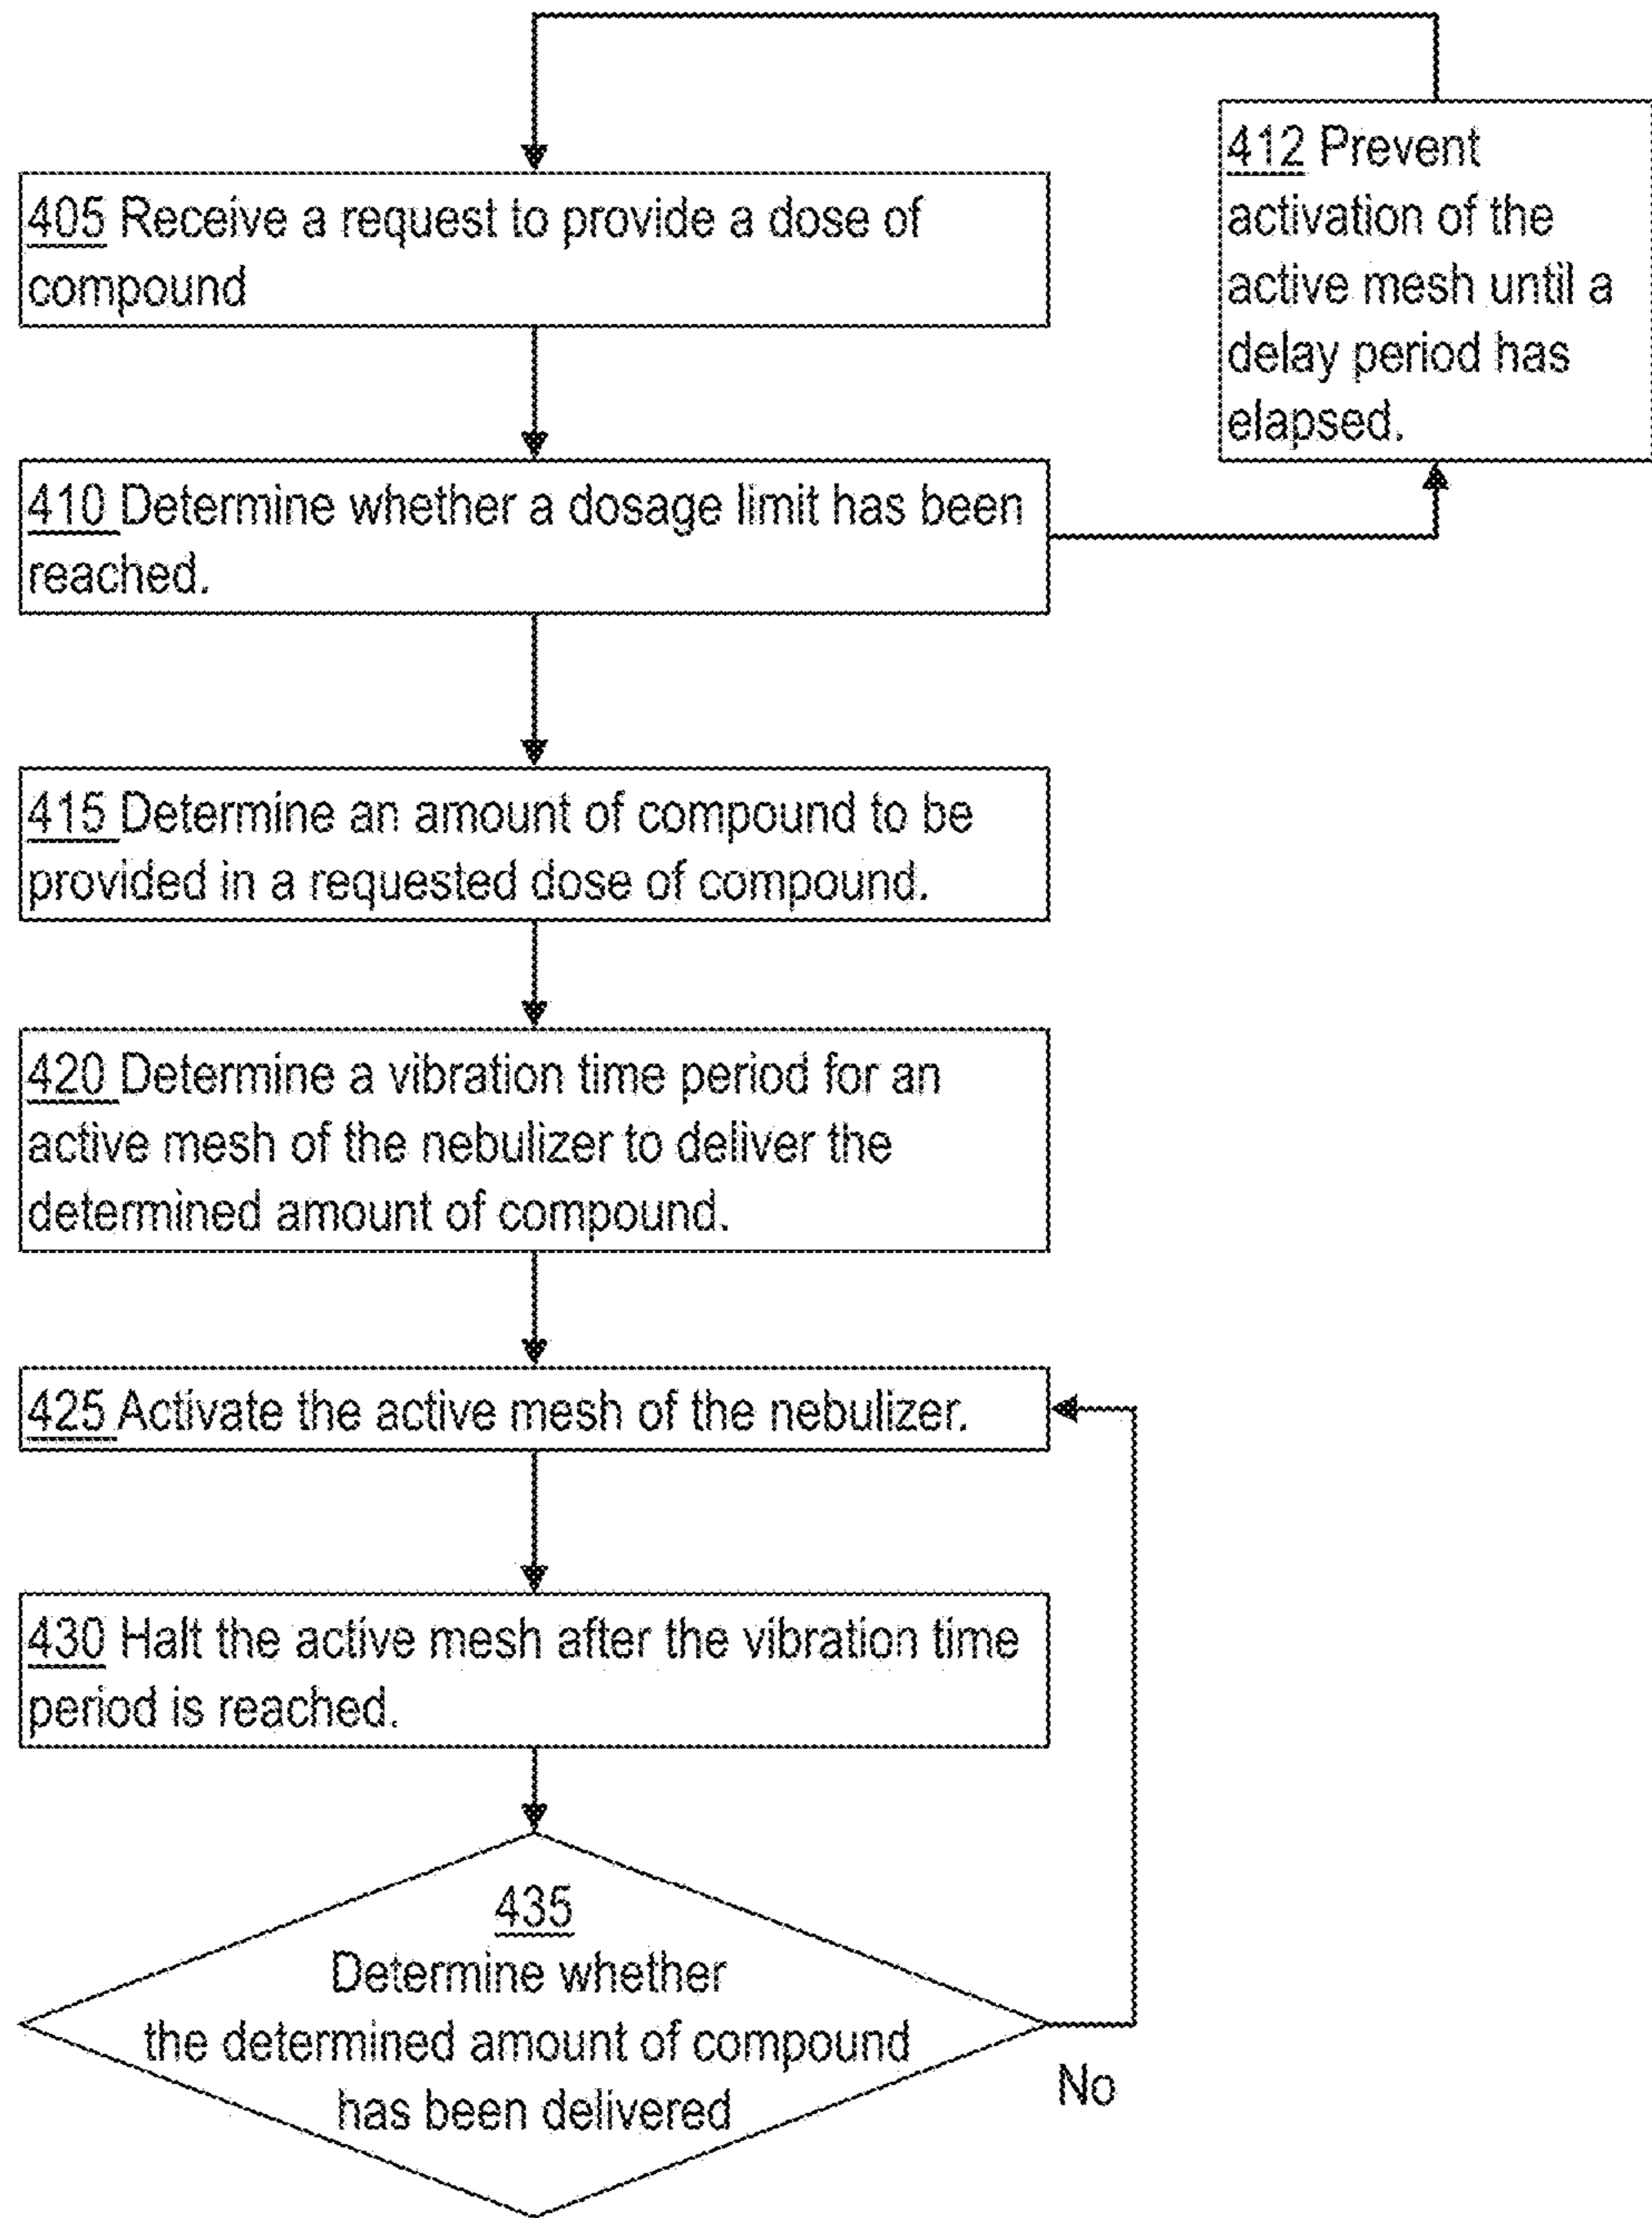 405 Receive a request to provide a dose of
compound
412 Prevent
activation of the
active mesh until a
delay period has
elapsed.
410 Determine whether a dosage limit has been
reached.
415 Determine an amount of compound to be
provided in a requested dose of compound.
420 Determine a vibration time period for an
active mesh of the nebulizer to deliver the
determined amount of compound.
425 Activate the active mesh of the nebulizer.
430 Halt the active mesh after the vibration time
period is reached.
435
Determine whether
the determined amount of compound
has been delivered
No